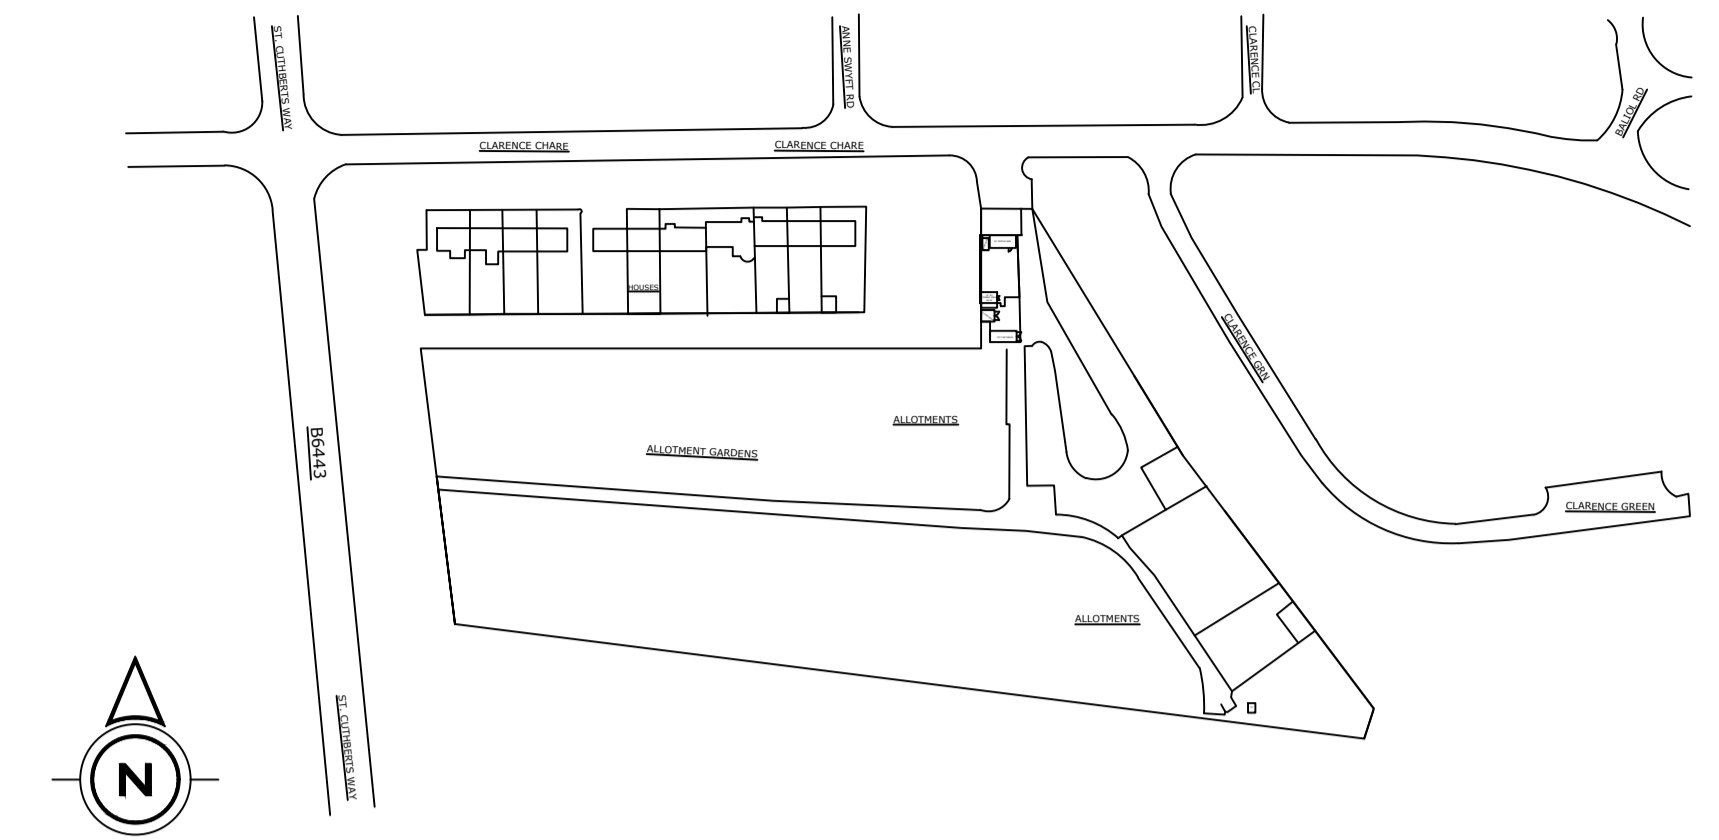 ST. CUTHBERTS WAY
ANNE SWYFT RD
CLARENCE CL
BALIOL RD
CLARENCE CHARE
CLARENCE CHARE
HOUSES
CLARENCE GRN
ALLOTMENTS
B6443
ALLOTMENT GARDENS
CLARENCE GREEN
ALLOTMENTS
ST. CUTHBERTS WAY
N